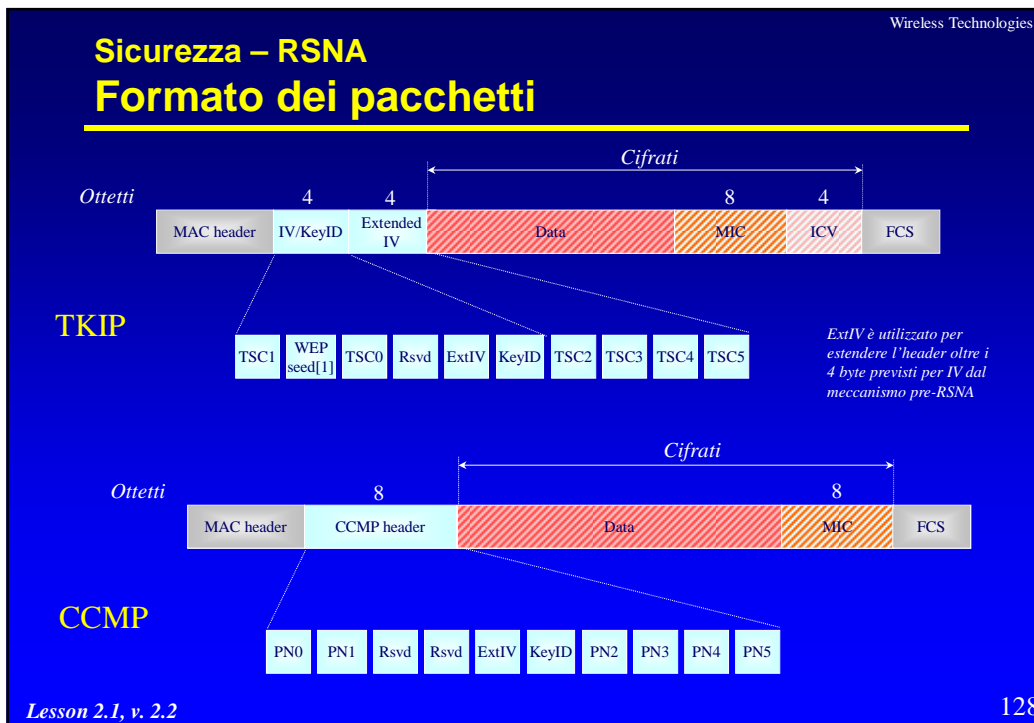 Wireless Technologies
Sicurezza – RSNA
Formato dei pacchetti
Cifrati
Ottetti 4 4 8 4
MAC header IV/KeyID Extended IV Data MIC ICV FCS
TKIP
TSC1 WEP seed[1] TSC0 Rsvd ExtIV KeyID TSC2 TSC3 TSC4 TSC5
ExtIV è utilizzato per
estendere l'header oltre i
4 byte previsti per IV dal
meccanismo pre-RSNA
Cifrati
Ottetti 8 8
MAC header CCMP header Data MIC FCS
CCMP
PN0 PN1 Rsvd Rsvd ExtIV KeyID PN2 PN3 PN4 PN5
Lesson 2.1, v. 2.2 128